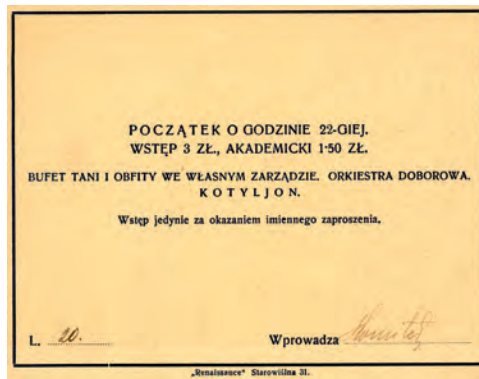 POCZĄTEK O GODZINIE 22-GIEJ.
WSTĘP 3 ZŁ., AKADEMICKI 1·50 ZŁ.
BUFET TANI I OBFITY WE WŁASNYM ZARZĄDZIE. ORKIESTRA DOBOROWA.
KOTYLJON.
Wstęp jedynie za okazaniem imiennego zaproszenia.
L. 20. Wprowadza Komitet
„Renaissance" Starowiślna 31.